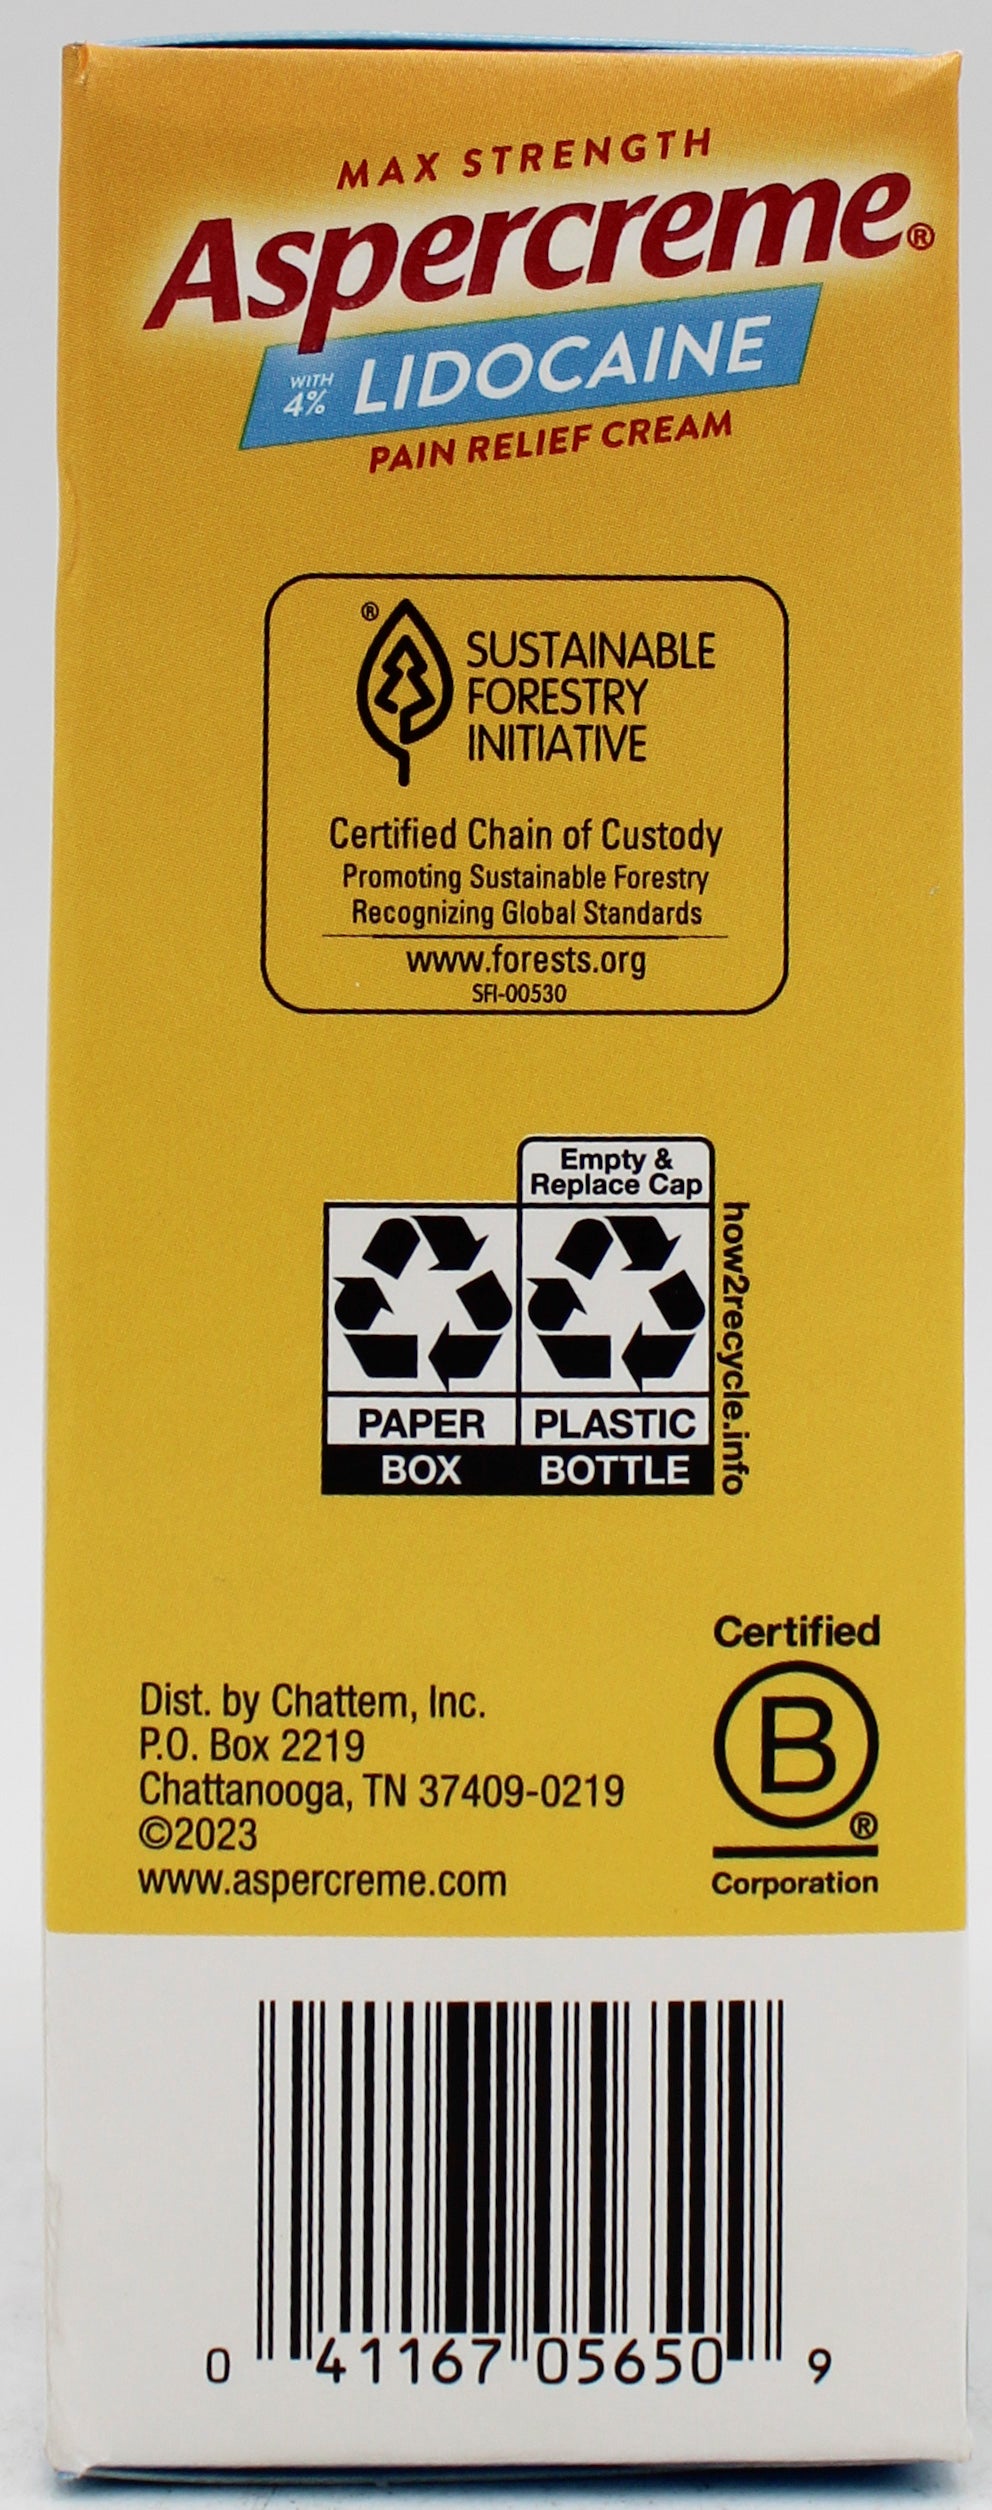 MAX STRENGTH
Aspercreme®
WITH
4% LIDOCAINE
PAIN RELIEF CREAM
®
SUSTAINABLE
FORESTRY
INITIATIVE
Certified Chain of Custody
Promoting Sustainable Forestry
Recognizing Global Standards
www.forests.org
SFI-00530
Empty &
Replace Cap
PAPER PLASTIC
BOX BOTTLE
how2recycle.info
Dist. by Chattem, Inc.
P.O. Box 2219
Chattanooga, TN 37409-0219
©2023
www.aspercreme.com
Certified
B
®
Corporation
0 41167 05650 9